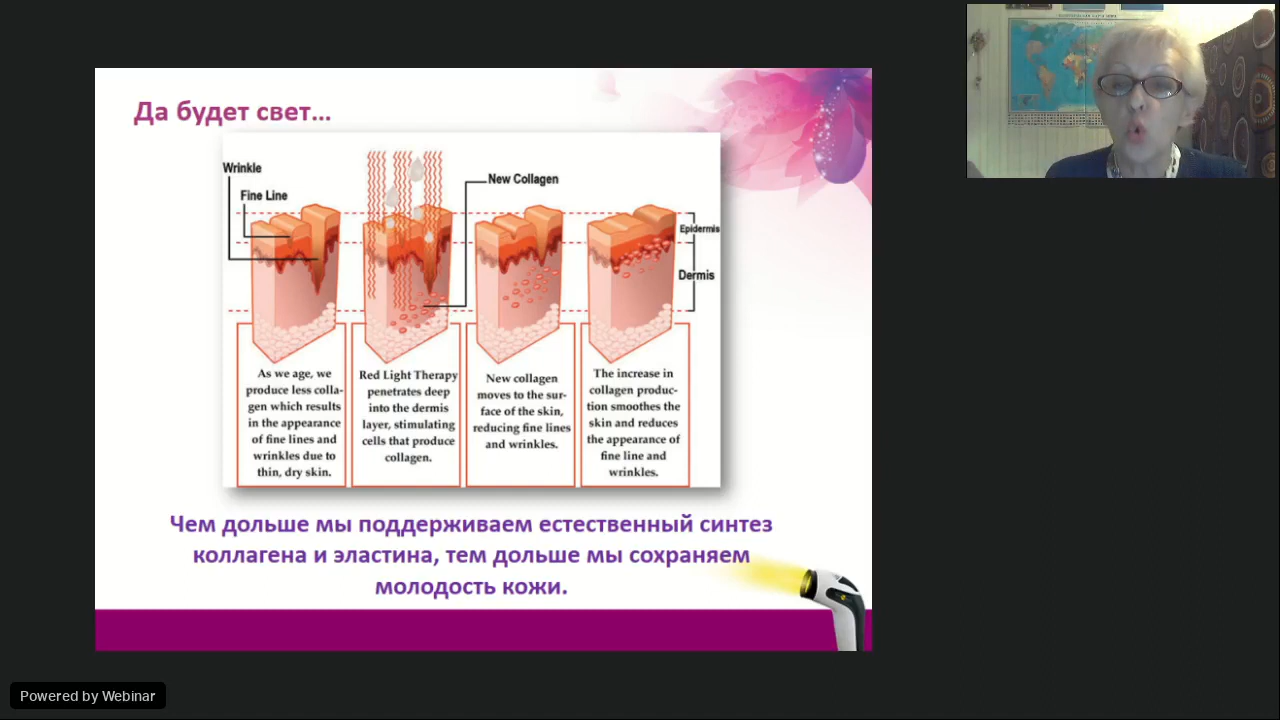 Да будет свет...
Wrinkle
Fine Line
New Collagen
Epidermis
Dermis
As we age, we
produce less colla-
gen which results
in the appearance
of fine lines and
wrinkles due to
thin, dry skin.
Red Light Therapy
penetrates deep
into the dermis
layer, stimulating
cells that produce
collagen.
New collagen
moves to the sur-
face of the skin,
reducing fine lines
and wrinkles.
The increase in
collagen produc-
tion smoothes the
skin and reduces
the appearance of
fine line and
wrinkles.
Чем дольше мы поддерживаем естественный синтез
коллагена и эластина, тем дольше мы сохраняем
молодость кожи.
Powered by Webinar